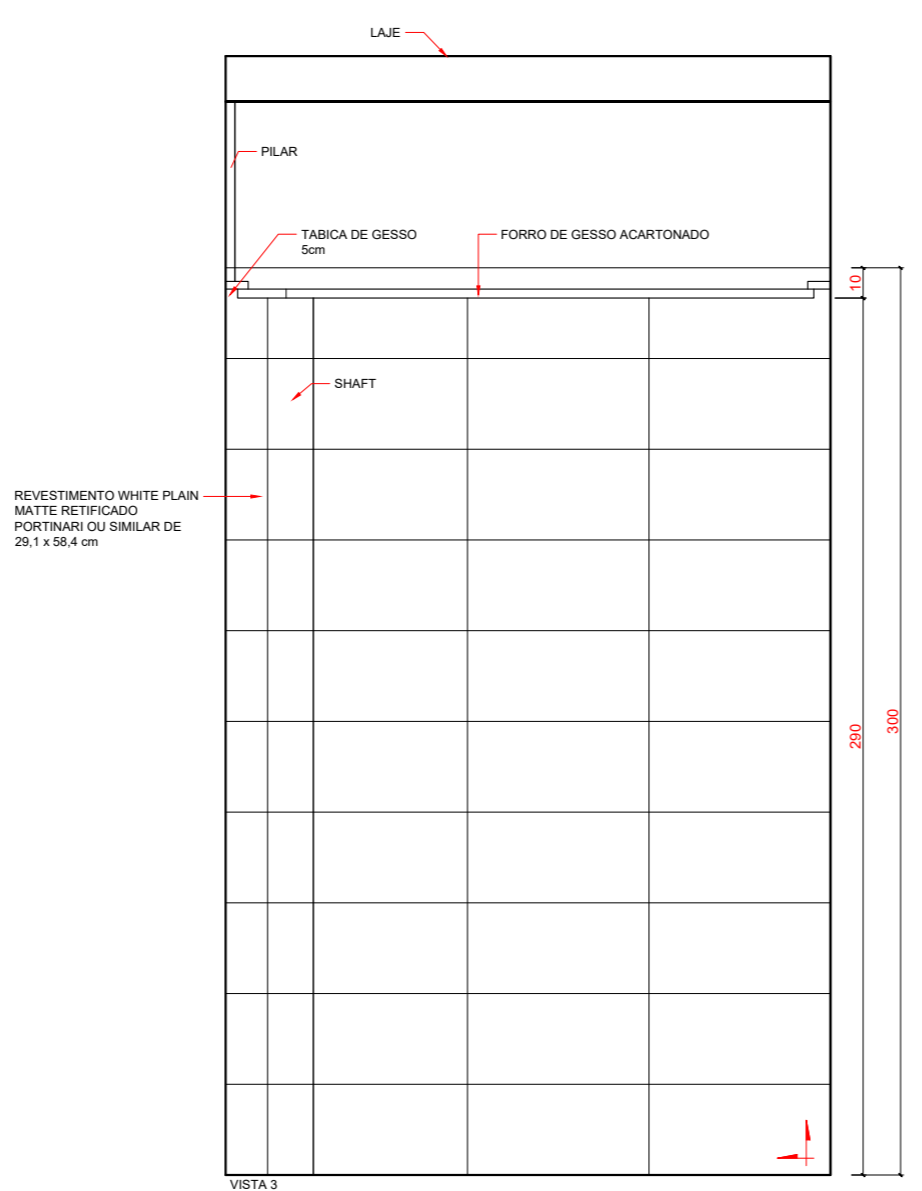 LAJE
PILAR
TABICA DE GESSO
5cm
FORRO DE GESSO ACARTONADO
10
SHAFT
REVESTIMENTO WHITE PLAIN
MATTE RETIFICADO
PORTINARI OU SIMILAR DE
29,1 x 58,4 cm
290
300
VISTA 3